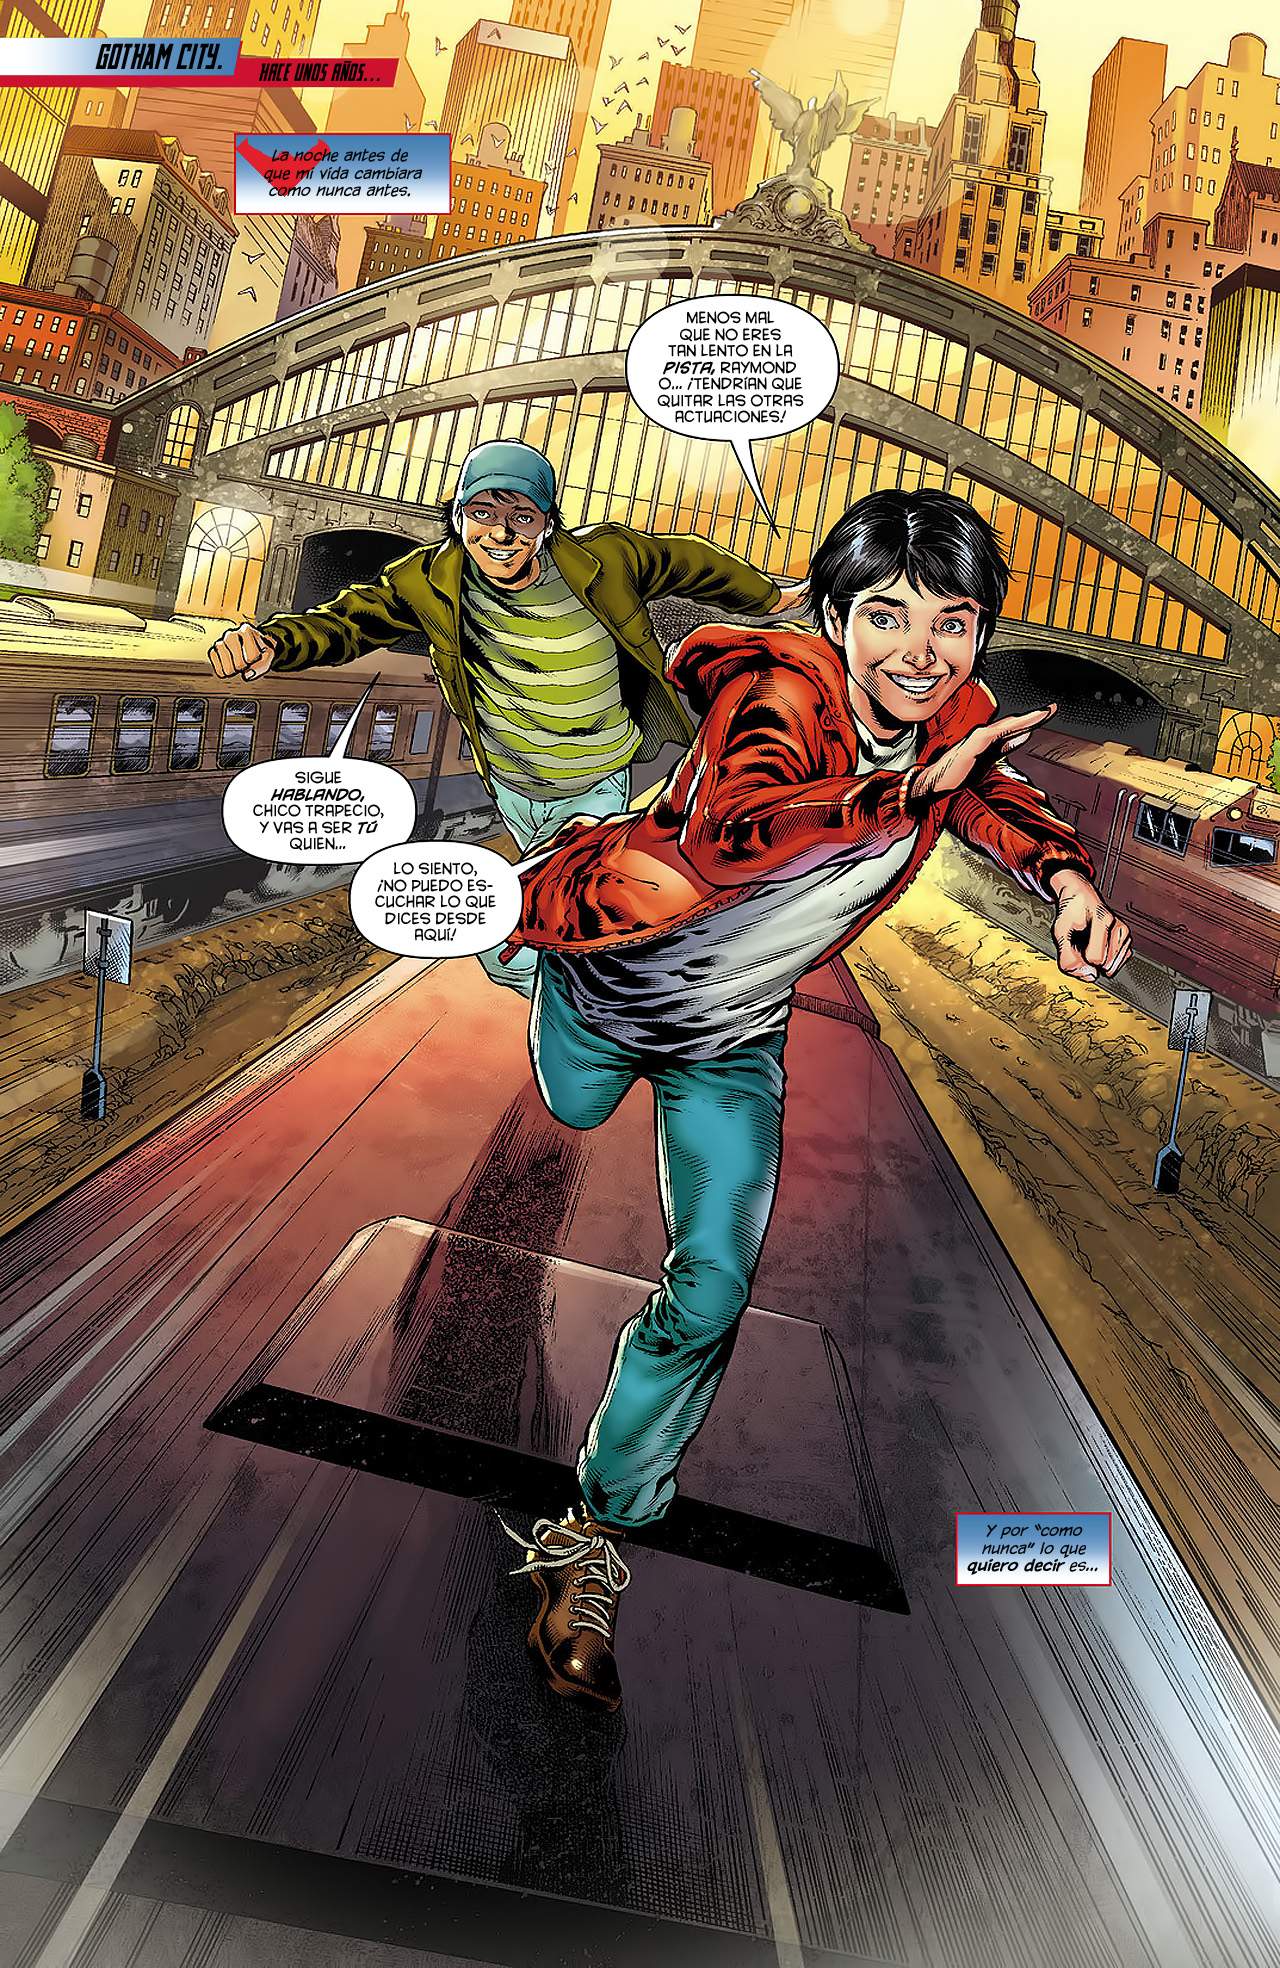 GOTHAM CITY.
HACE UNOS AÑOS...
La noche antes de
que mi vida cambiara
como nunca antes.
MENOS MAL
QUE NO ERES
TAN LENTO EN LA
PISTA, RAYMOND
O... ¡TENDRÍAN QUE
QUITAR LAS OTRAS
ACTUACIONES!
SIGUE
HABLANDO,
CHICO TRAPECIO,
Y VAS A SER TÚ
QUIEN...
LO SIENTO,
¡NO PUEDO ES-
CUCHAR LO QUE
DICES DESDE
AQUÍ!
Y por "como
nunca" lo que
quiero decir es...